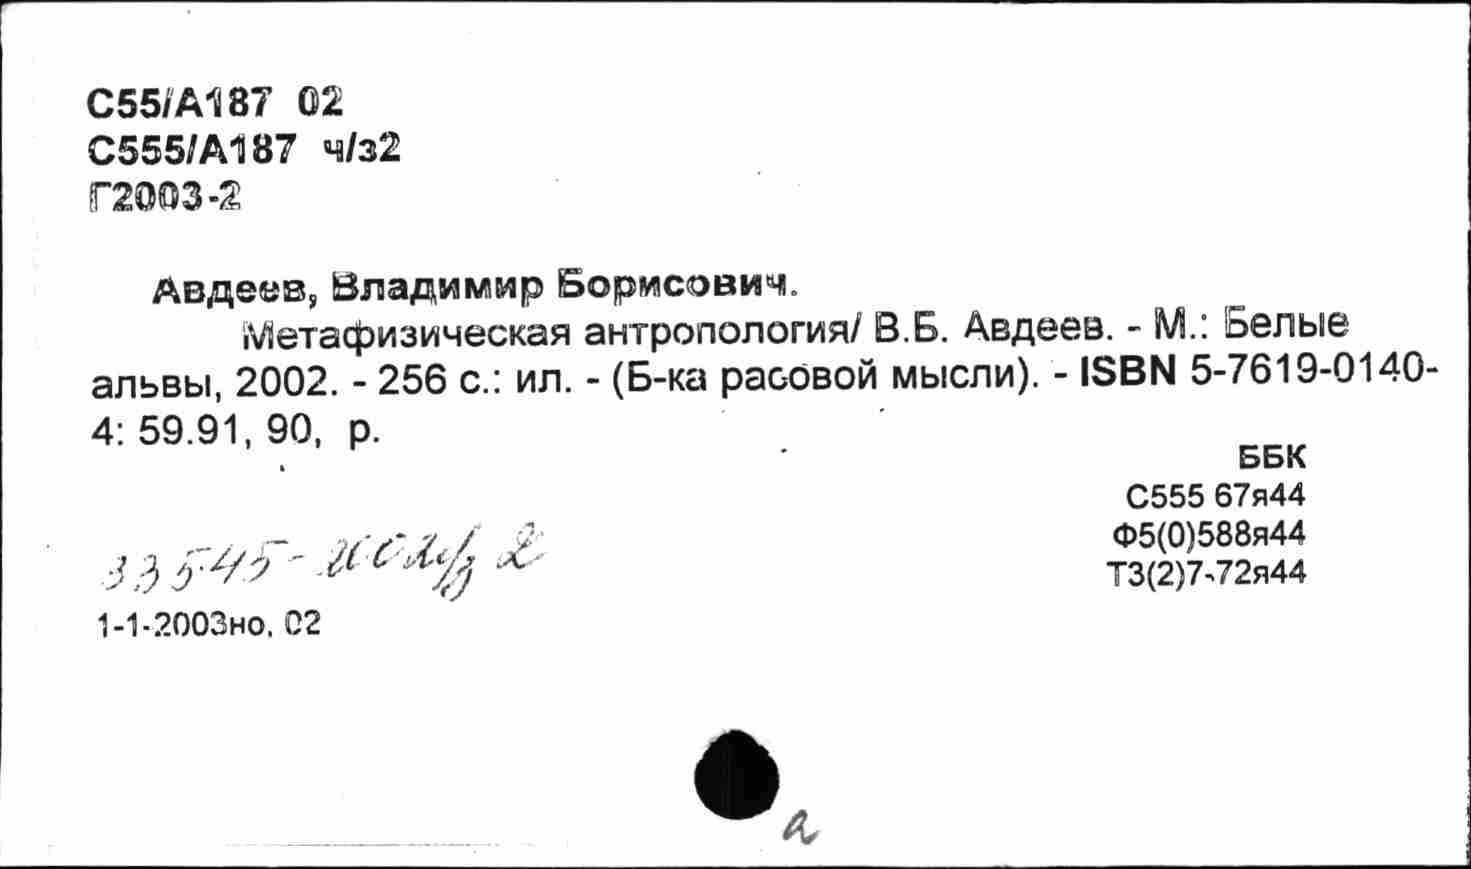 С55/А187 02
С555/А187 ч/з2
Г2003-2
Авдеев, Владимир Борисович.
Метафизическая антропология/ В.Б. Авдеев. - М.: Белые
альвы, 2002. - 256 с.: ил. - (Б-ка расовой мысли). - ISBN 5-7619-0140-
4: 59.91, 90, р.
ББК
С555 67я44
Ф5(0)588я44
Т3(2)7-72я44
33545- 2
1-1-2003но, 02
а